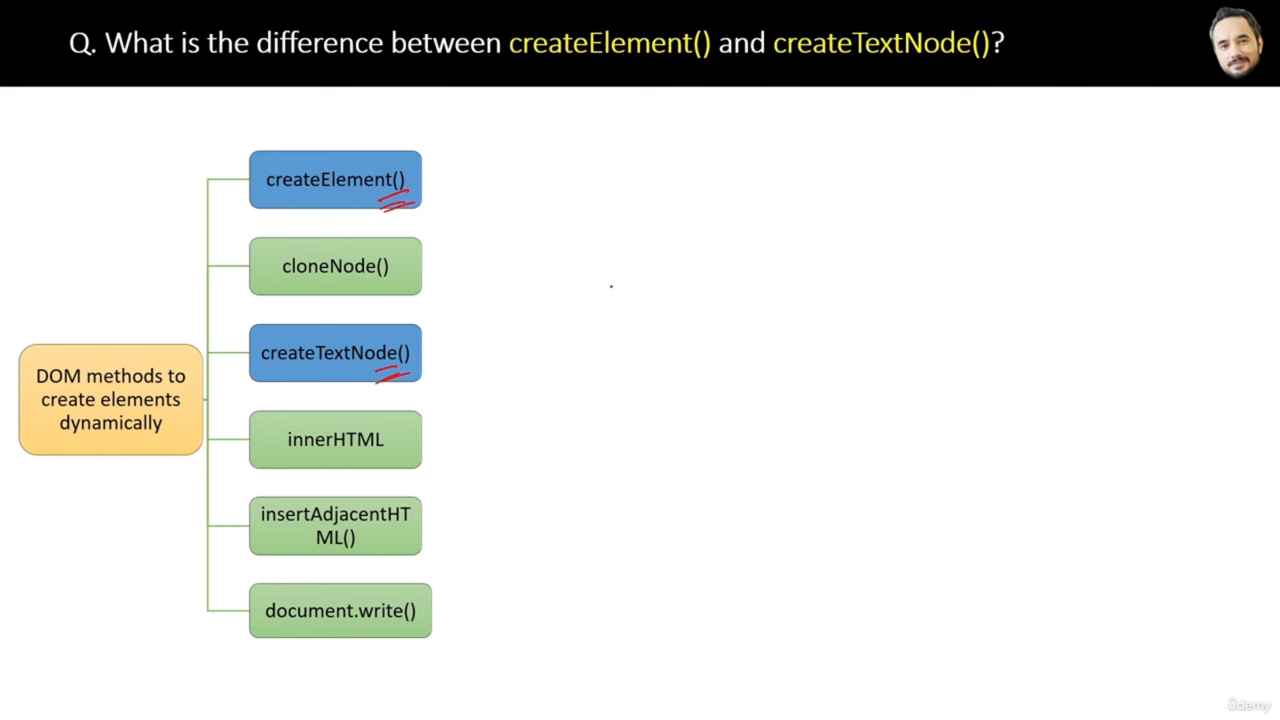 Q. What is the difference between createElement() and createTextNode()?
createElement()
cloneNode()
createTextNode()
DOM methods to
create elements
dynamically
innerHTML
insertAdjacentHT
ML()
document.write()
ûdemy